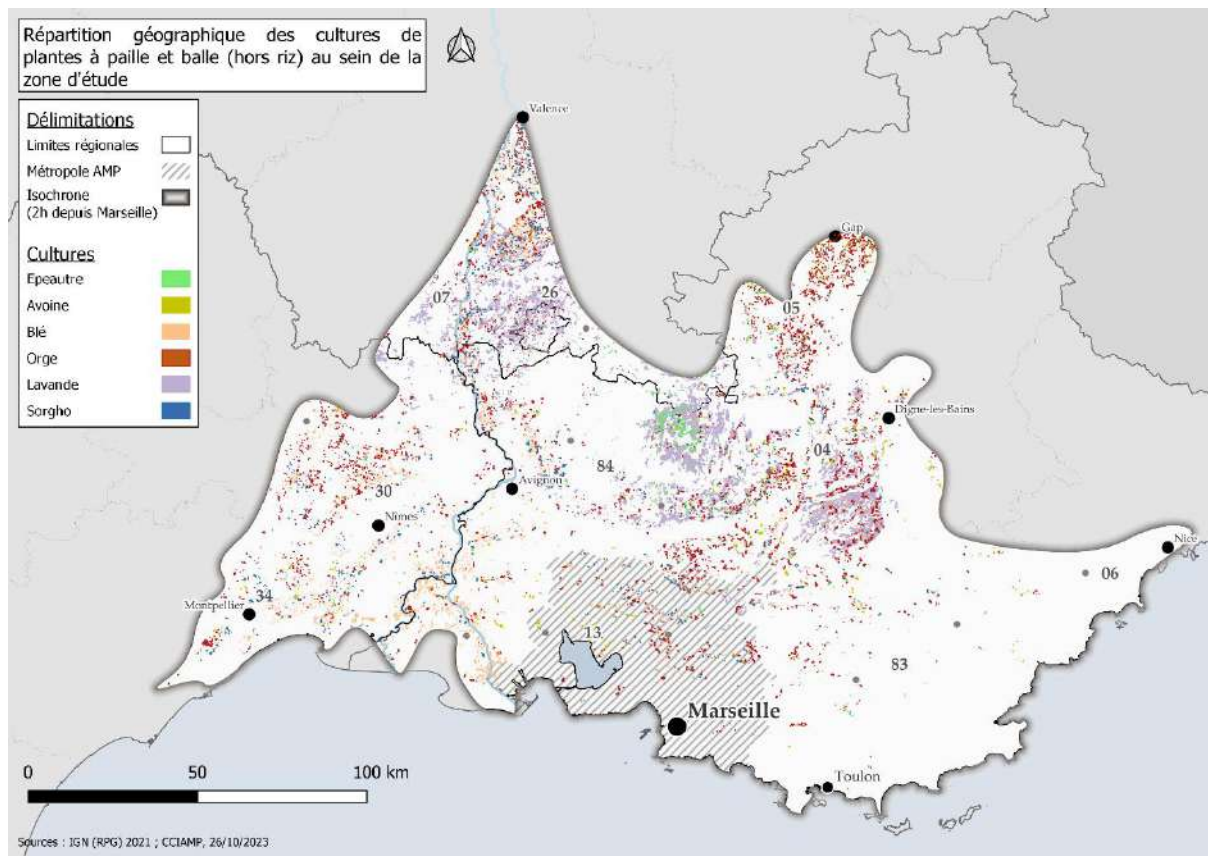 Répartition géographique des cultures de
plantes à paille et balle (hors riz) au sein de la
zone d'étude
Délimitations
Limites régionales
Métropole AMP
Isochrone
(2h depuis Marseille)
Cultures
Epeautre
Avoine
Blé
Orge
Lavande
Sorgho
Valence
Gap
07
26
05
Digne-les-Bains
04
84
30
Avignon
Nîmes
Nice
06
34
Montpellier
13
83
Marseille
Toulon
0 50 100 km
Sources : IGN (RPG) 2021 ; CCIAMP, 26/10/2023